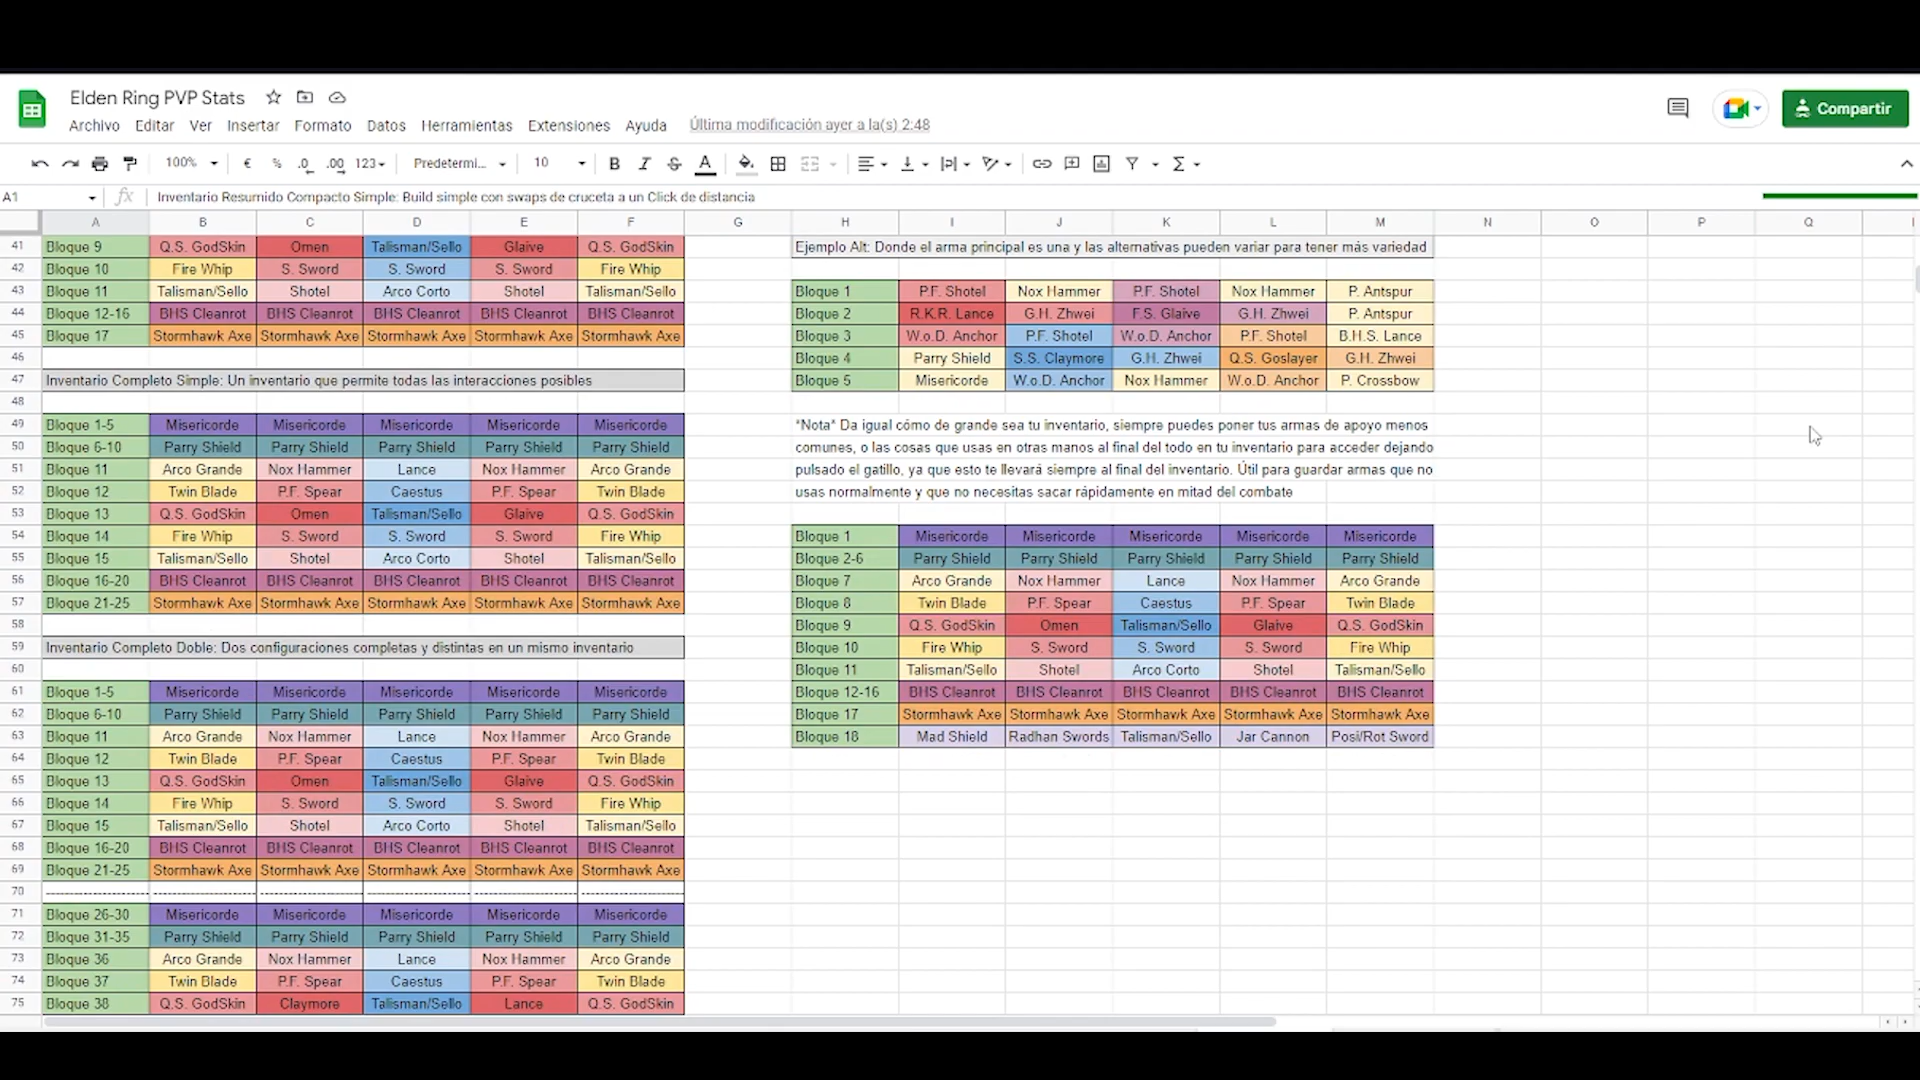 Elden Ring PVP Stats
Archivo Editar Ver Insertar Formato Datos Herramientas Extensiones Ayuda Última modificación ayer a la(s) 2:48
Compartir
100% € % .0 .00 123 Predetermi... 10 B I S A Σ
A1 fx Inventario Resumido Compacto Simple: Build simple con swaps de cruceta a un Click de distancia
A B C D E F G H I J K L M N O P Q
41 Bloque 9 Q.S. GodSkin Omen Talisman/Sello Glaive Q.S. GodSkin Ejemplo Alt: Donde el arma principal es una y las alternativas pueden variar para tener más variedad
42 Bloque 10 Fire Whip S. Sword S. Sword S. Sword Fire Whip
43 Bloque 11 Talisman/Sello Shotel Arco Corto Shotel Talisman/Sello Bloque 1 P.F. Shotel Nox Hammer P.F. Shotel Nox Hammer P. Antspur
44 Bloque 12-16 BHS Cleanrot BHS Cleanrot BHS Cleanrot BHS Cleanrot BHS Cleanrot Bloque 2 R.K.R. Lance G.H. Zhwei F.S. Glaive G.H. Zhwei P. Antspur
45 Bloque 17 Stormhawk Axe Stormhawk Axe Stormhawk Axe Stormhawk Axe Stormhawk Axe Bloque 3 W.o.D. Anchor P.F. Shotel W.o.D. Anchor P.F. Shotel B.H.S. Lance
46 Bloque 4 Parry Shield S.S. Claymore G.H. Zhwei Q.S. Goslayer G.H. Zhwei
47 Inventario Completo Simple: Un inventario que permite todas las interacciones posibles Bloque 5 Misericorde W.o.D. Anchor Nox Hammer W.o.D. Anchor P. Crossbow
48
49 Bloque 1-5 Misericorde Misericorde Misericorde Misericorde Misericorde *Nota* Da igual cómo de grande sea tu inventario, siempre puedes poner tus armas de apoyo menos
50 Bloque 6-10 Parry Shield Parry Shield Parry Shield Parry Shield Parry Shield comunes, o las cosas que usas en otras manos al final del todo en tu inventario para acceder dejando
51 Bloque 11 Arco Grande Nox Hammer Lance Nox Hammer Arco Grande pulsado el gatillo, ya que esto te llevará siempre al final del inventario. Útil para guardar armas que no
52 Bloque 12 Twin Blade P.F. Spear Caestus P.F. Spear Twin Blade usas normalmente y que no necesitas sacar rápidamente en mitad del combate
53 Bloque 13 Q.S. GodSkin Omen Talisman/Sello Glaive Q.S. GodSkin
54 Bloque 14 Fire Whip S. Sword S. Sword S. Sword Fire Whip Bloque 1 Misericorde Misericorde Misericorde Misericorde Misericorde
55 Bloque 15 Talisman/Sello Shotel Arco Corto Shotel Talisman/Sello Bloque 2-6 Parry Shield Parry Shield Parry Shield Parry Shield Parry Shield
56 Bloque 16-20 BHS Cleanrot BHS Cleanrot BHS Cleanrot BHS Cleanrot BHS Cleanrot Bloque 7 Arco Grande Nox Hammer Lance Nox Hammer Arco Grande
57 Bloque 21-25 Stormhawk Axe Stormhawk Axe Stormhawk Axe Stormhawk Axe Stormhawk Axe Bloque 8 Twin Blade P.F. Spear Caestus P.F. Spear Twin Blade
58 Bloque 9 Q.S. GodSkin Omen Talisman/Sello Glaive Q.S. GodSkin
59 Inventario Completo Doble: Dos configuraciones completas y distintas en un mismo inventario Bloque 10 Fire Whip S. Sword S. Sword S. Sword Fire Whip
60 Bloque 11 Talisman/Sello Shotel Arco Corto Shotel Talisman/Sello
61 Bloque 1-5 Misericorde Misericorde Misericorde Misericorde Misericorde Bloque 12-16 BHS Cleanrot BHS Cleanrot BHS Cleanrot BHS Cleanrot BHS Cleanrot
62 Bloque 6-10 Parry Shield Parry Shield Parry Shield Parry Shield Parry Shield Bloque 17 Stormhawk Axe Stormhawk Axe Stormhawk Axe Stormhawk Axe Stormhawk Axe
63 Bloque 11 Arco Grande Nox Hammer Lance Nox Hammer Arco Grande Bloque 18 Mad Shield Radhan Swords Talisman/Sello Jar Cannon Posi/Rot Sword
64 Bloque 12 Twin Blade P.F. Spear Caestus P.F. Spear Twin Blade
65 Bloque 13 Q.S. GodSkin Omen Talisman/Sello Glaive Q.S. GodSkin
66 Bloque 14 Fire Whip S. Sword S. Sword S. Sword Fire Whip
67 Bloque 15 Talisman/Sello Shotel Arco Corto Shotel Talisman/Sello
68 Bloque 16-20 BHS Cleanrot BHS Cleanrot BHS Cleanrot BHS Cleanrot BHS Cleanrot
69 Bloque 21-25 Stormhawk Axe Stormhawk Axe Stormhawk Axe Stormhawk Axe Stormhawk Axe
70
71 Bloque 26-30 Misericorde Misericorde Misericorde Misericorde Misericorde
72 Bloque 31-35 Parry Shield Parry Shield Parry Shield Parry Shield Parry Shield
73 Bloque 36 Arco Grande Nox Hammer Lance Nox Hammer Arco Grande
74 Bloque 37 Twin Blade P.F. Spear Caestus P.F. Spear Twin Blade
75 Bloque 38 Q.S. GodSkin Claymore Talisman/Sello Lance Q.S. GodSkin